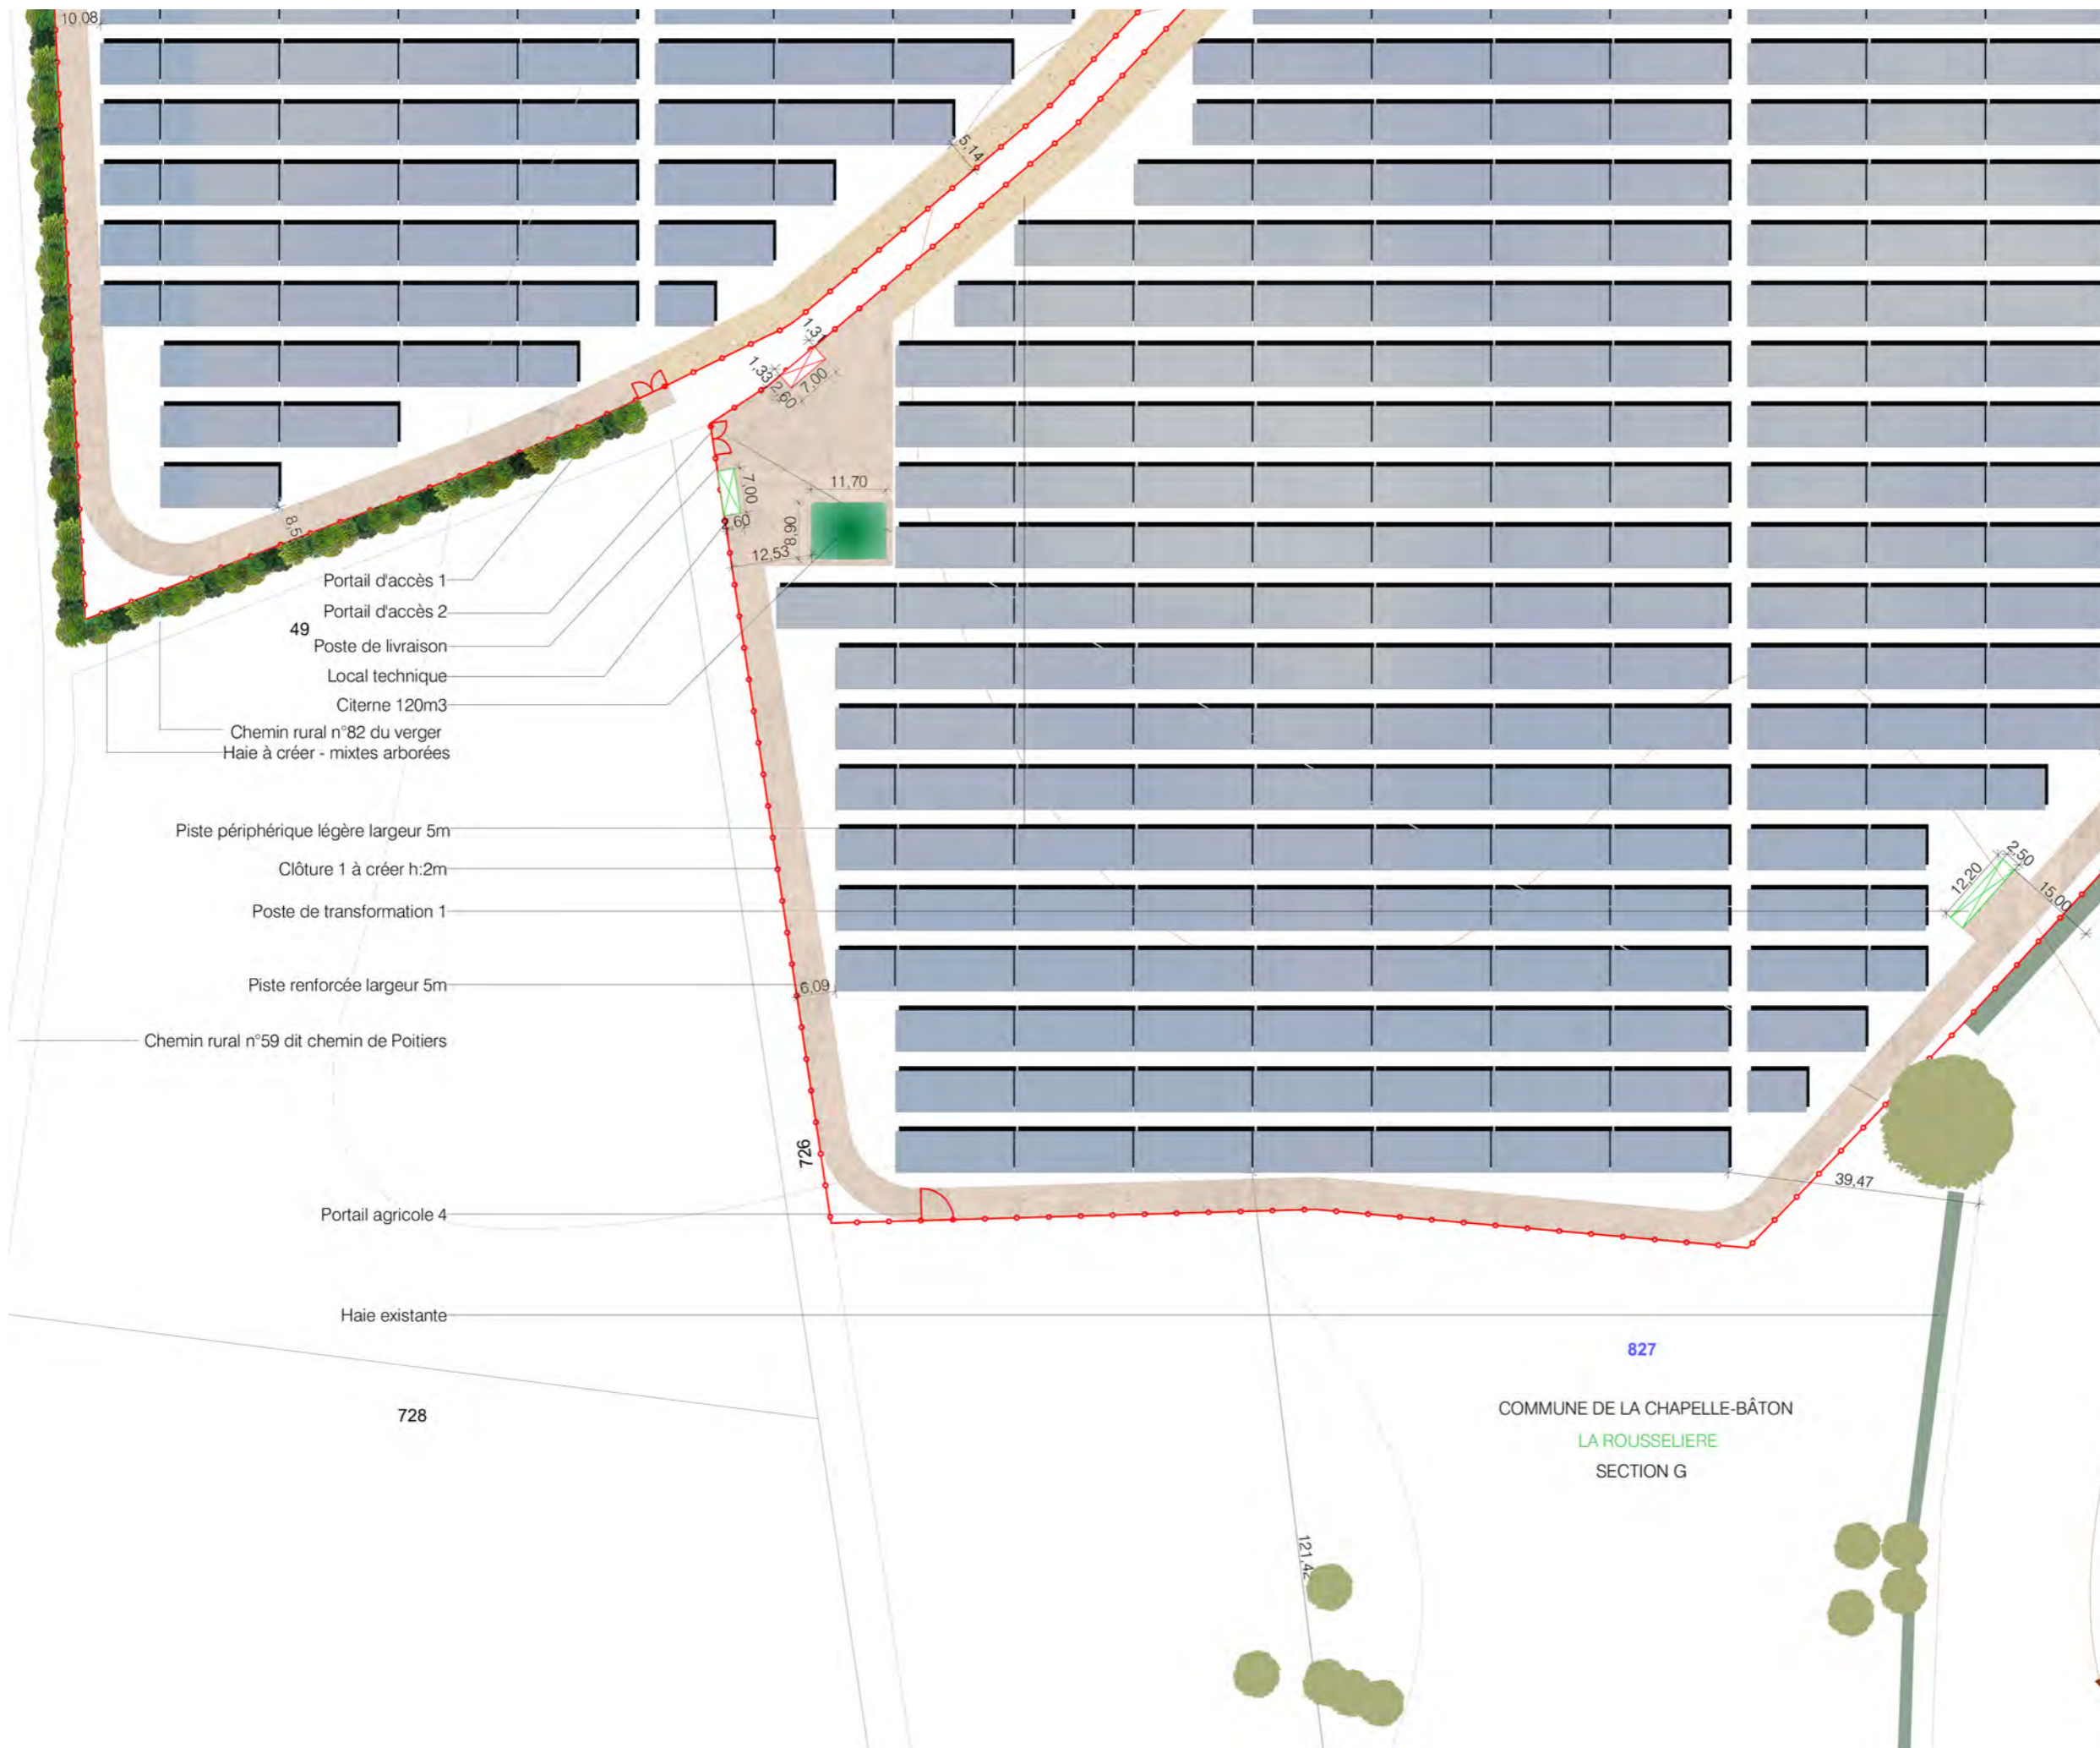 10,08
5,14
1,31
1,33
2,60
7,00
7,00
2,60
11,70
8,90
12,53
Portail d'accès 1
Portail d'accès 2
49
Poste de livraison
Local technique
Citerne 120m3
Chemin rural n°82 du verger
Haie à créer - mixtes arborées
Piste périphérique légère largeur 5m
Clôture 1 à créer h:2m
2,50
12,20
15,00
Poste de transformation 1
Piste renforcée largeur 5m
6,09
Chemin rural n°59 dit chemin de Poitiers
726
39,47
Portail agricole 4
Haie existante
827
728
COMMUNE DE LA CHAPELLE-BÂTON
LA ROUSSELIERE
SECTION G
121,42